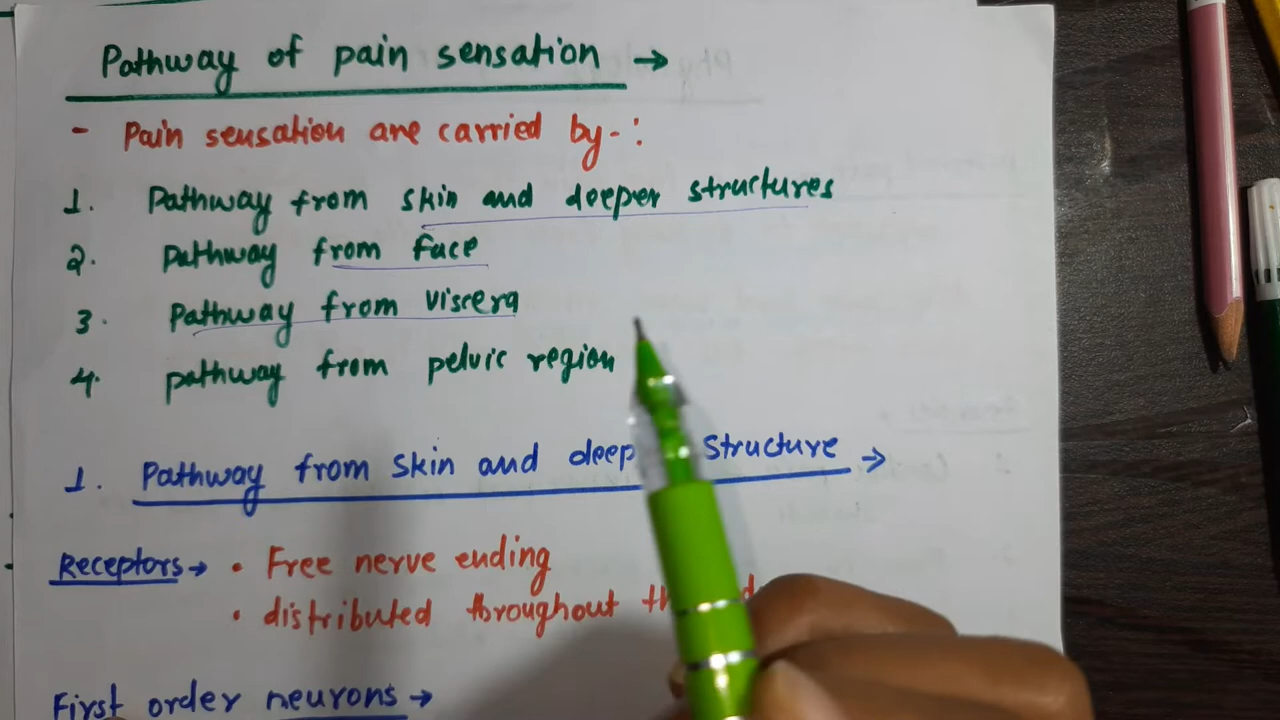 Pathway of pain sensation →
- Pain sensation are carried by-:
1. Pathway from skin and deeper structures
2. Pathway from face
3. Pathway from viscera
4. pathway from pelvic region
1. Pathway from skin and deep structure →
Receptors → • Free nerve ending
• distributed throughout
First order neurons →